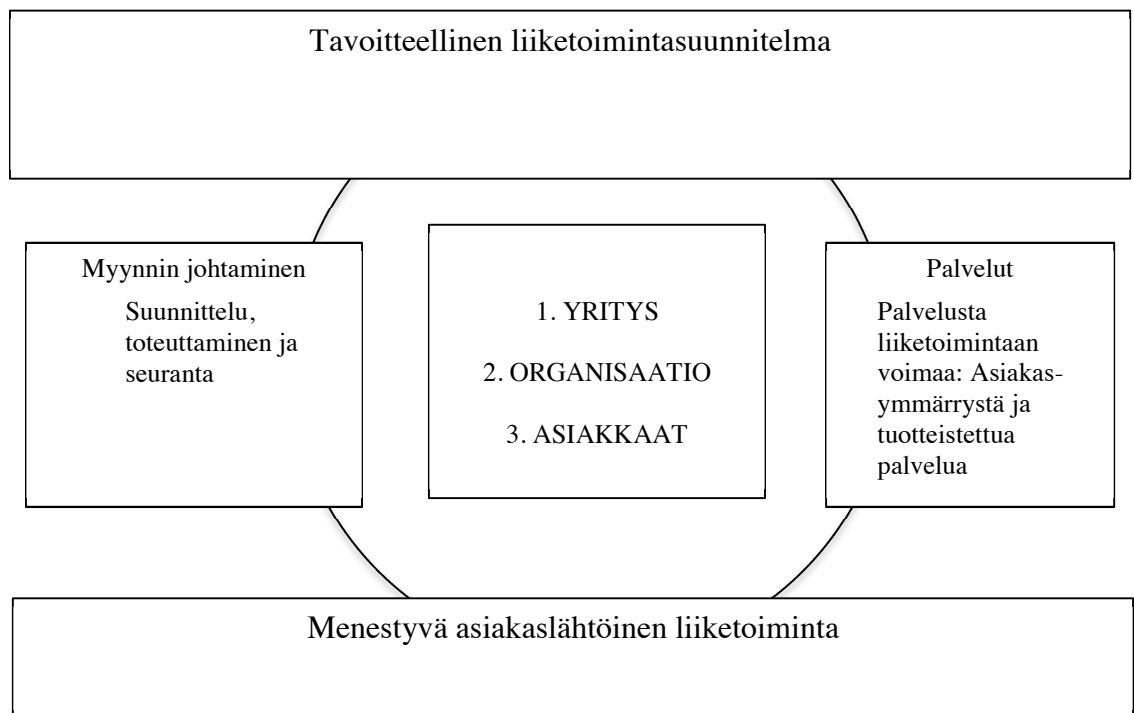 Tavoitteellinen liiketoimintasuunnitelma
Myynnin johtaminen
Suunnittelu,
toteuttaminen ja
seuranta
1. YRITYS
2. ORGANISAATIO
3. ASIAKKAAT
Palvelut
Palvelusta
liiketoimintaan
voimaa: Asiakas-
ymmärrystä ja
tuotteistettua
palvelua
Menestyvä asiakaslähtöinen liiketoiminta